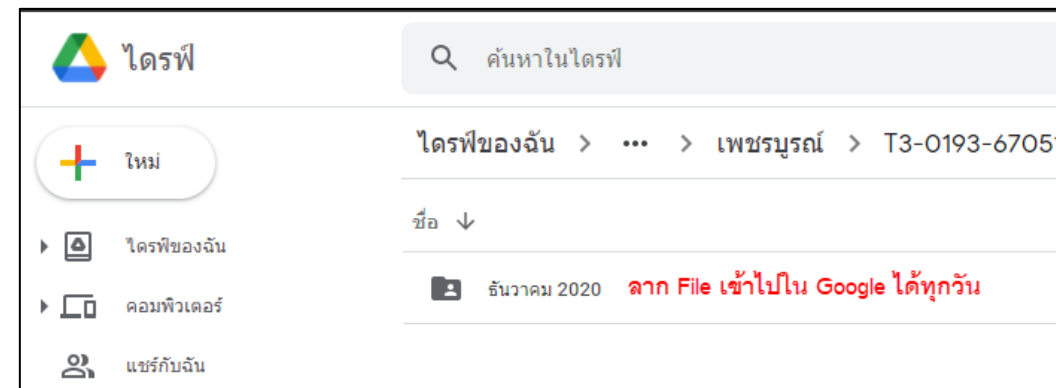 ไดรฟ์
ค้นหาในไดรฟ์
ใหม่
ไดรฟ์ของฉัน > ••• > เพชรบูรณ์ > T3-0193-67051
ชื่อ ↓
ไดรฟ์ของฉัน
ธันวาคม 2020 ลาก File เข้าไปใน Google ได้ทุกวัน
คอมพิวเตอร์
แชร์กับฉัน